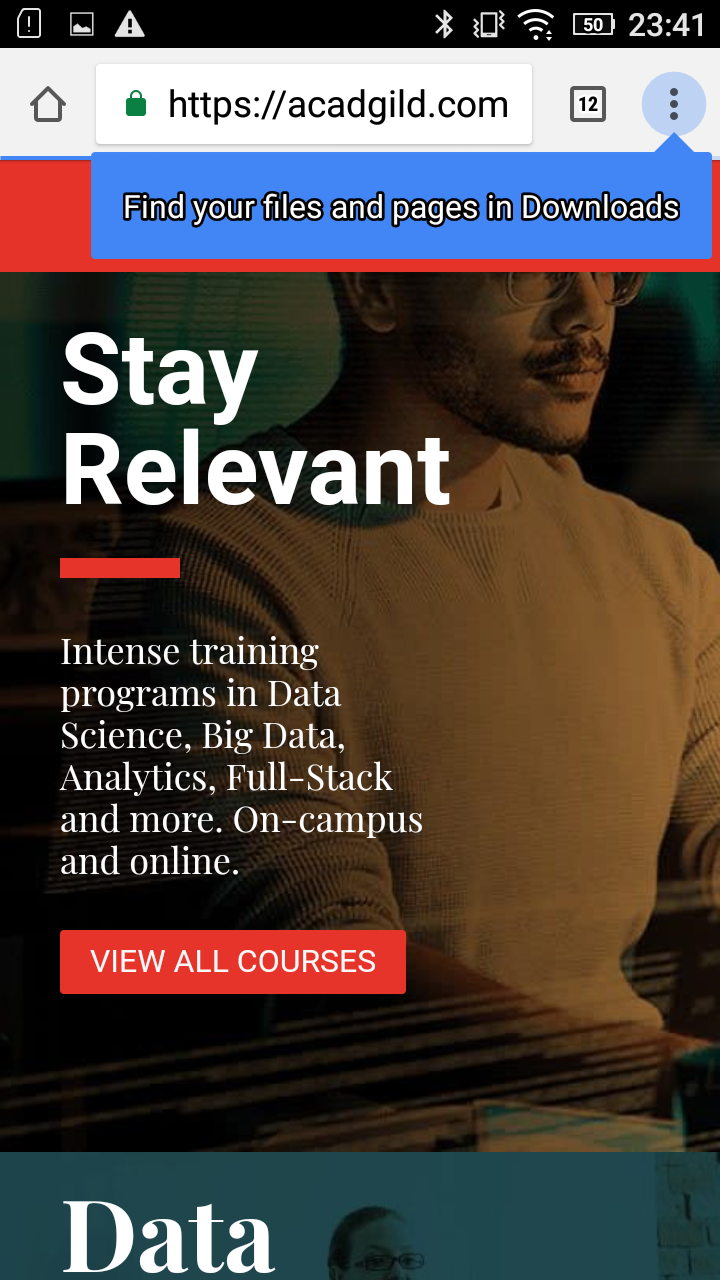 50 23:41
https://acadgild.com 12
Find your files and pages in Downloads
Stay
Relevant
Intense training
programs in Data
Science, Big Data,
Analytics, Full-Stack
and more. On-campus
and online.
VIEW ALL COURSES
Data